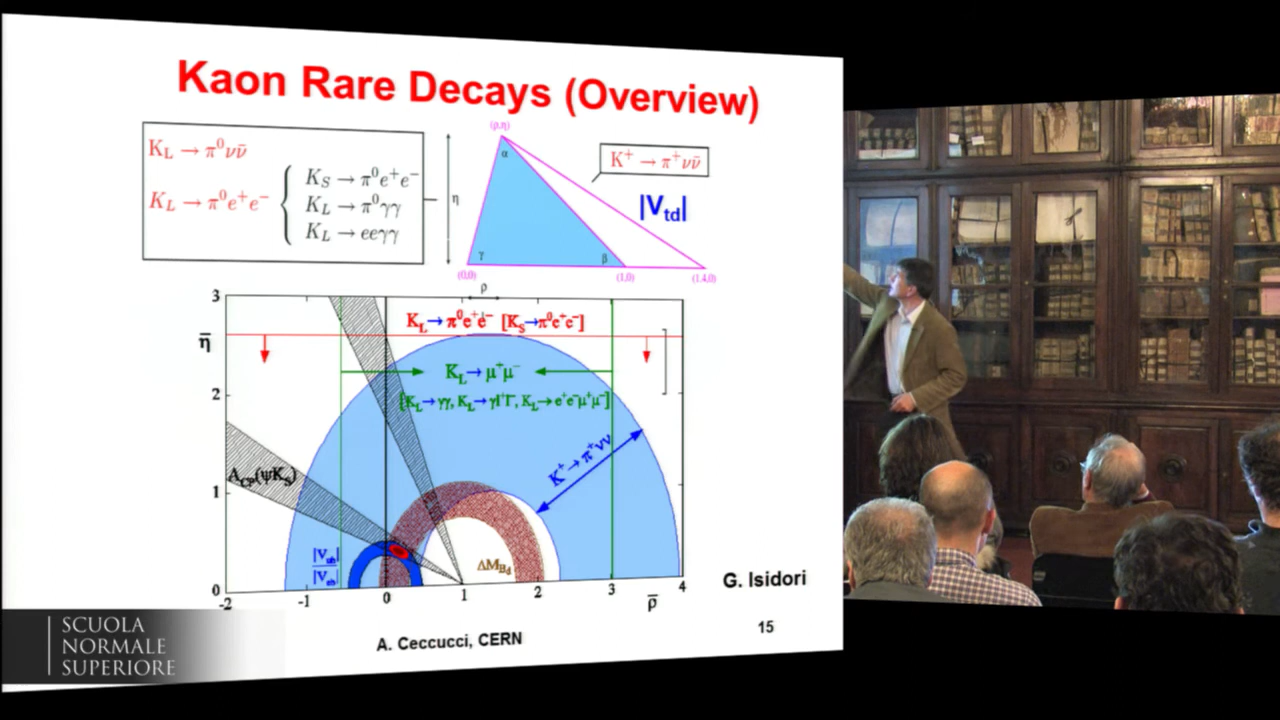 Kaon Rare Decays (Overview)
K_L → π⁰νν̄
K_L → π⁰e⁺e⁻
K_S → π⁰e⁺e⁻
K_L → π⁰γγ
K_L → eeγγ
η
(ρ,η)
α
γ
β
(0,0)
(1,0)
(1.4,0)
ρ
K⁺ → π⁺νν̄
|V_td|
η̄
3
2
1
0
K_L→ π⁰e⁺e⁻ [K_S→π⁰e⁺e⁻]
K_L→ μ⁺μ⁻
[K_L→ γγ, K_L→ γl⁺l⁻, K_L→ e⁺e⁻μ⁺μ⁻]
K⁺→π⁺νν
A_CP(ψK_S)
|V_ub|
|V_cb|
ΔM_Bd
-2 -1 0 1 2 3 4
ρ̄
G. Isidori
A. Ceccucci, CERN
15
SCUOLA
NORMALE
SUPERIORE